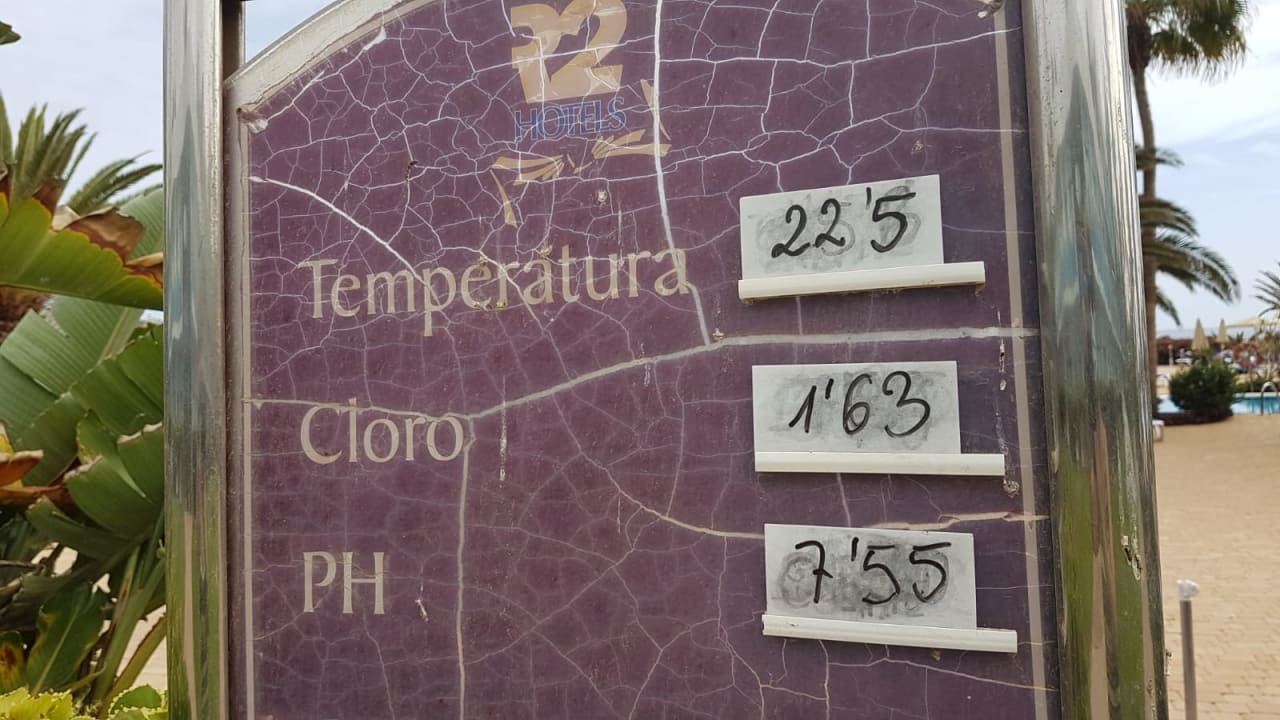 R2
HOTELS
Temperatura 22'5
Cloro 1'63
PH 7'55